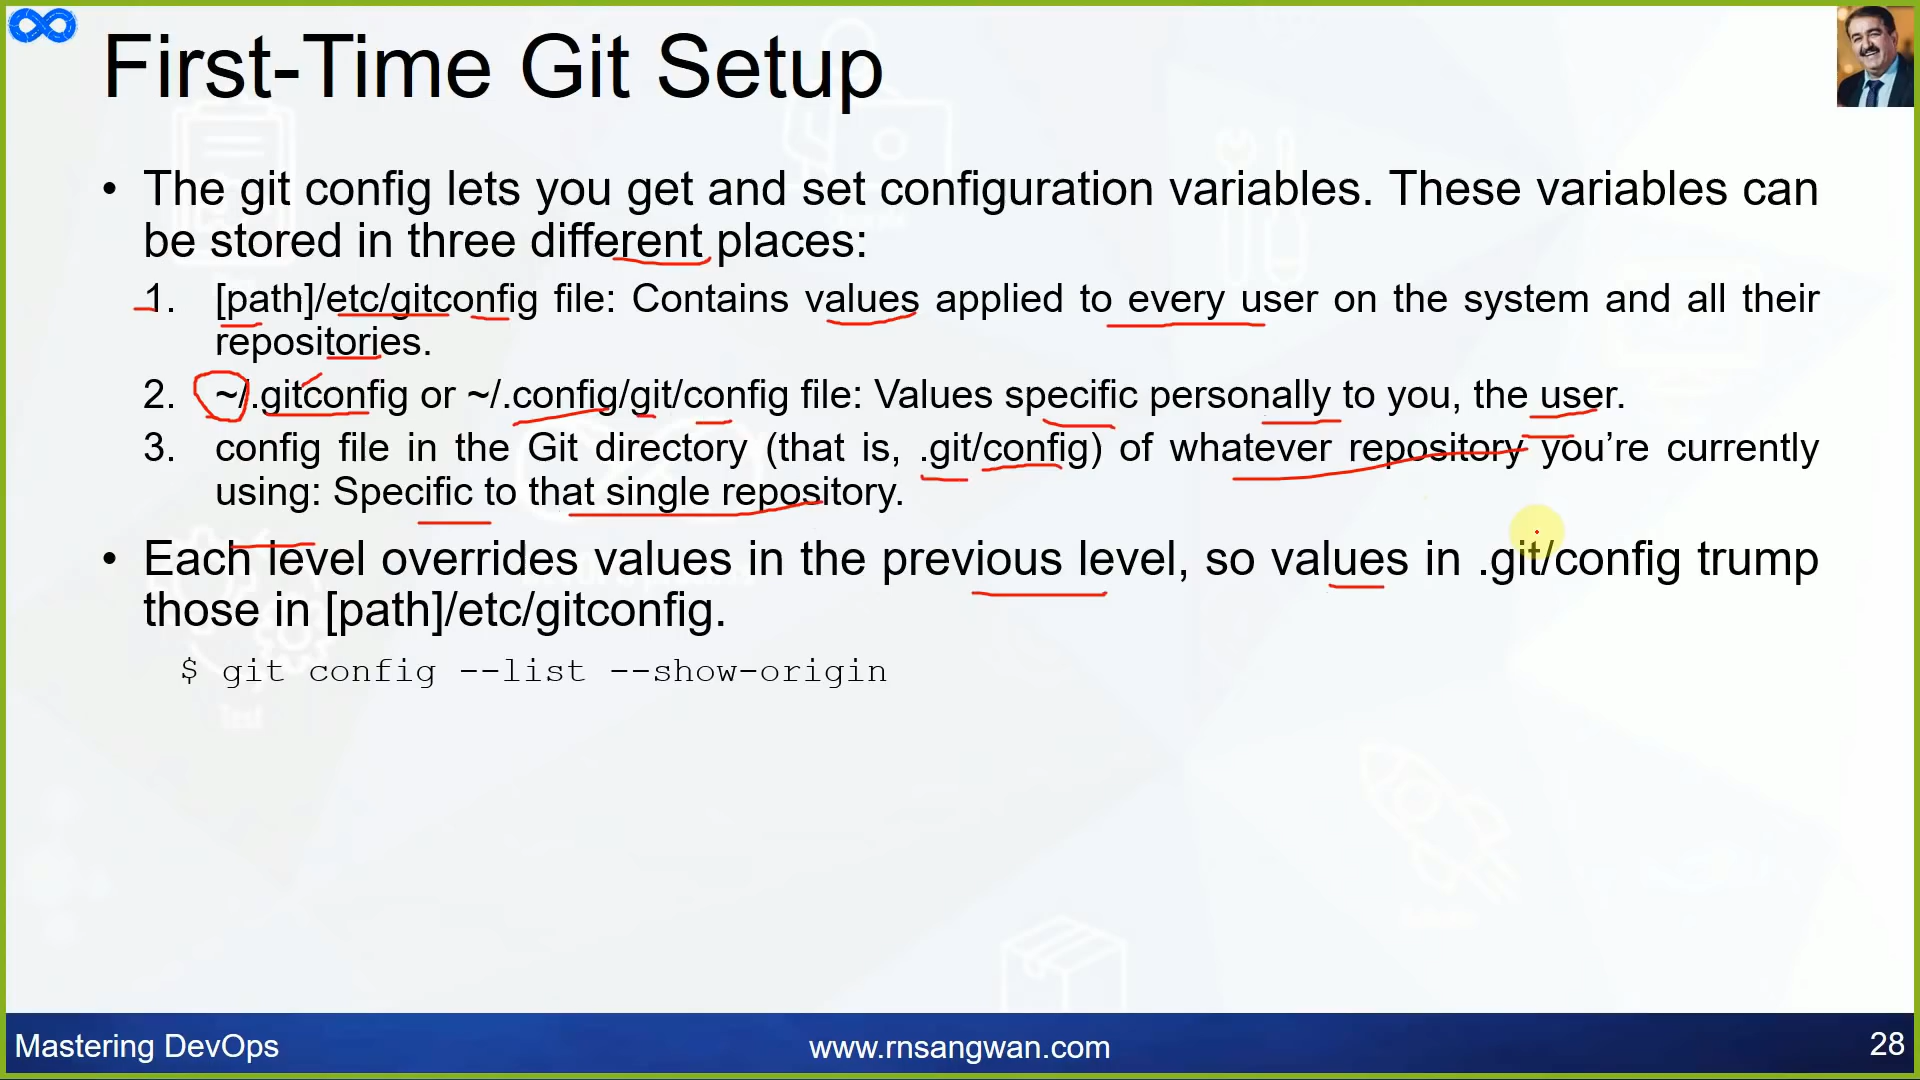 First-Time Git Setup
• The git config lets you get and set configuration variables. These variables can
be stored in three different places:
1. [path]/etc/gitconfig file: Contains values applied to every user on the system and all their
repositories.
2. ~/.gitconfig or ~/.config/git/config file: Values specific personally to you, the user.
3. config file in the Git directory (that is, .git/config) of whatever repository you’re currently
using: Specific to that single repository.
• Each level overrides values in the previous level, so values in .git/config trump
those in [path]/etc/gitconfig.
$ git config --list --show-origin
Test
Mastering DevOps
www.rnsangwan.com
28